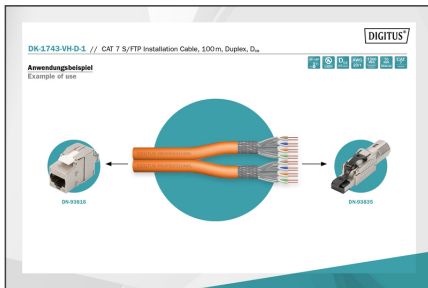 DIGITUS®
DK-1743-VH-D-1 // CAT 7 S/FTP Installation Cable, 100 m, Duplex, Dca
Anwendungsbeispiel
Example of use
DN-93616
DN-93635